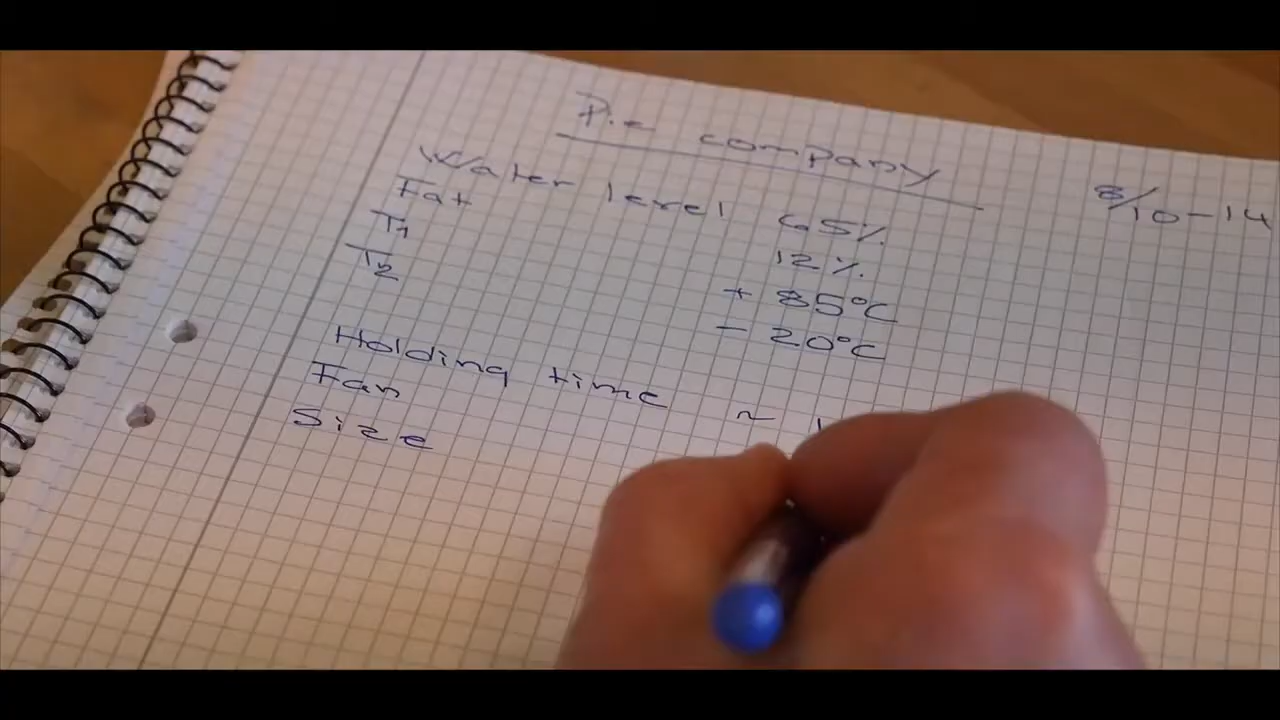 Pie company
8/10-14
Water level 65%
Fat 12%
T1 + 85°C
T2 - 20°C
Holding time ~
Fan
Size